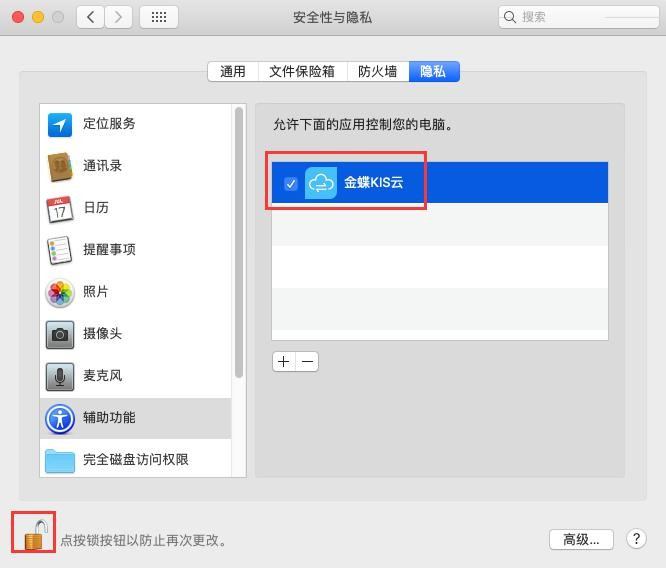 安全性与隐私
搜索
通用
文件保险箱
防火墙
隐私
定位服务
通讯录
JUL
17
日历
提醒事项
照片
摄像头
麦克风
辅助功能
完全磁盘访问权限
允许下面的应用控制您的电脑。
金蝶KIS云
点按锁按钮以防止再次更改。
高级...
?